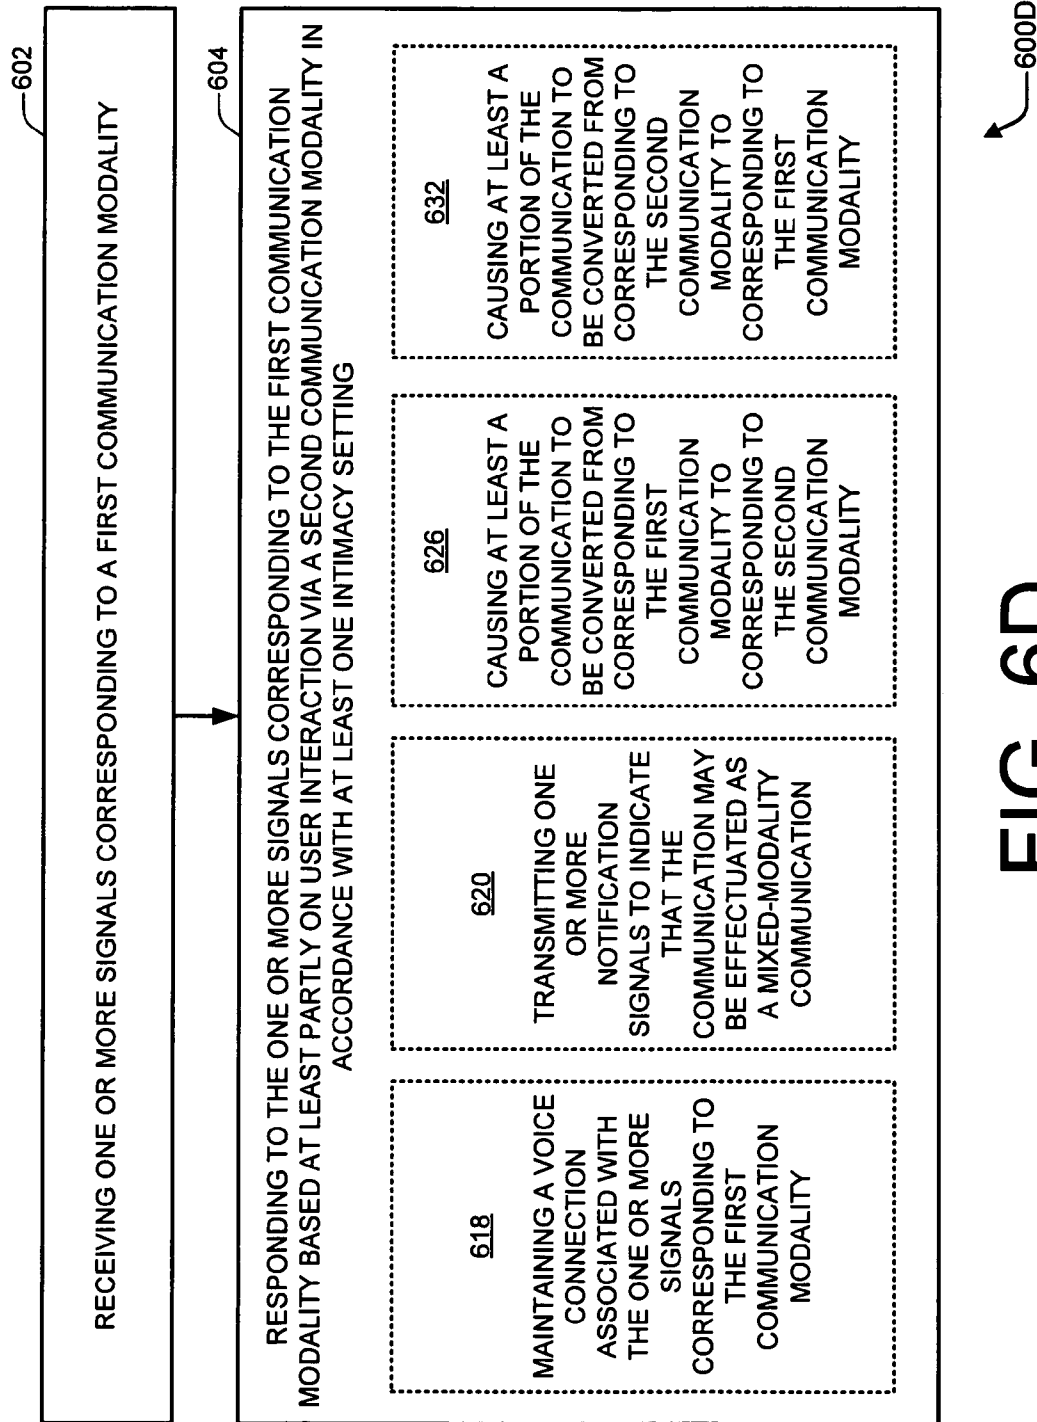 602
RECEIVING ONE OR MORE SIGNALS CORRESPONDING TO A FIRST COMMUNICATION MODALITY
604
RESPONDING TO THE ONE OR MORE SIGNALS CORRESPONDING TO THE FIRST COMMUNICATION
MODALITY BASED AT LEAST PARTLY ON USER INTERACTION VIA A SECOND COMMUNICATION MODALITY IN
ACCORDANCE WITH AT LEAST ONE INTIMACY SETTING
618
MAINTAINING A VOICE
CONNECTION
ASSOCIATED WITH
THE ONE OR MORE
SIGNALS
CORRESPONDING TO
THE FIRST
COMMUNICATION
MODALITY
620
TRANSMITTING ONE
OR MORE
NOTIFICATION
SIGNALS TO INDICATE
THAT THE
COMMUNICATION MAY
BE EFFECTUATED AS
A MIXED-MODALITY
COMMUNICATION
626
CAUSING AT LEAST A
PORTION OF THE
COMMUNICATION TO
BE CONVERTED FROM
CORRESPONDING TO
THE FIRST
COMMUNICATION
MODALITY TO
CORRESPONDING TO
THE SECOND
COMMUNICATION
MODALITY
632
CAUSING AT LEAST A
PORTION OF THE
COMMUNICATION TO
BE CONVERTED FROM
CORRESPONDING TO
THE SECOND
COMMUNICATION
MODALITY TO
CORRESPONDING TO
THE FIRST
COMMUNICATION
MODALITY
600D
FIG. 6D